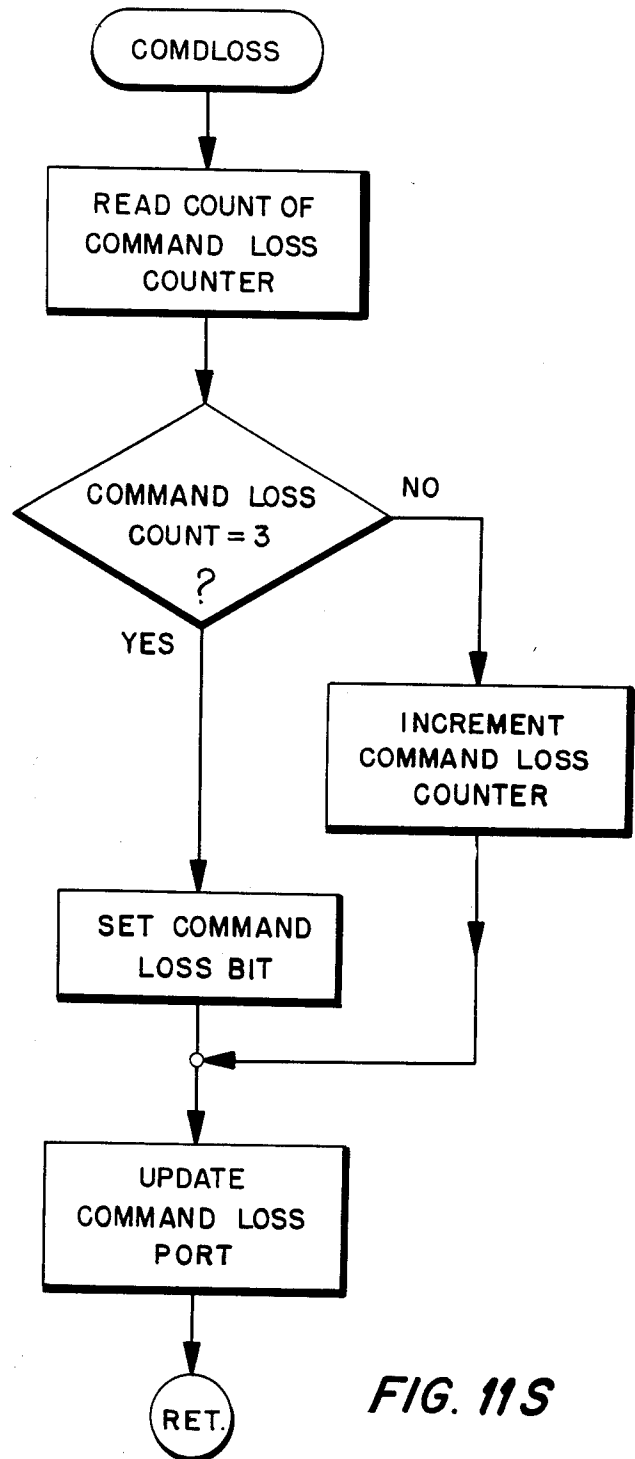 COMDLOSS
READ COUNT OF
COMMAND LOSS
COUNTER
COMMAND LOSS
COUNT = 3
?
NO
YES
INCREMENT
COMMAND LOSS
COUNTER
SET COMMAND
LOSS BIT
UPDATE
COMMAND LOSS
PORT
RET.
FIG. 11S